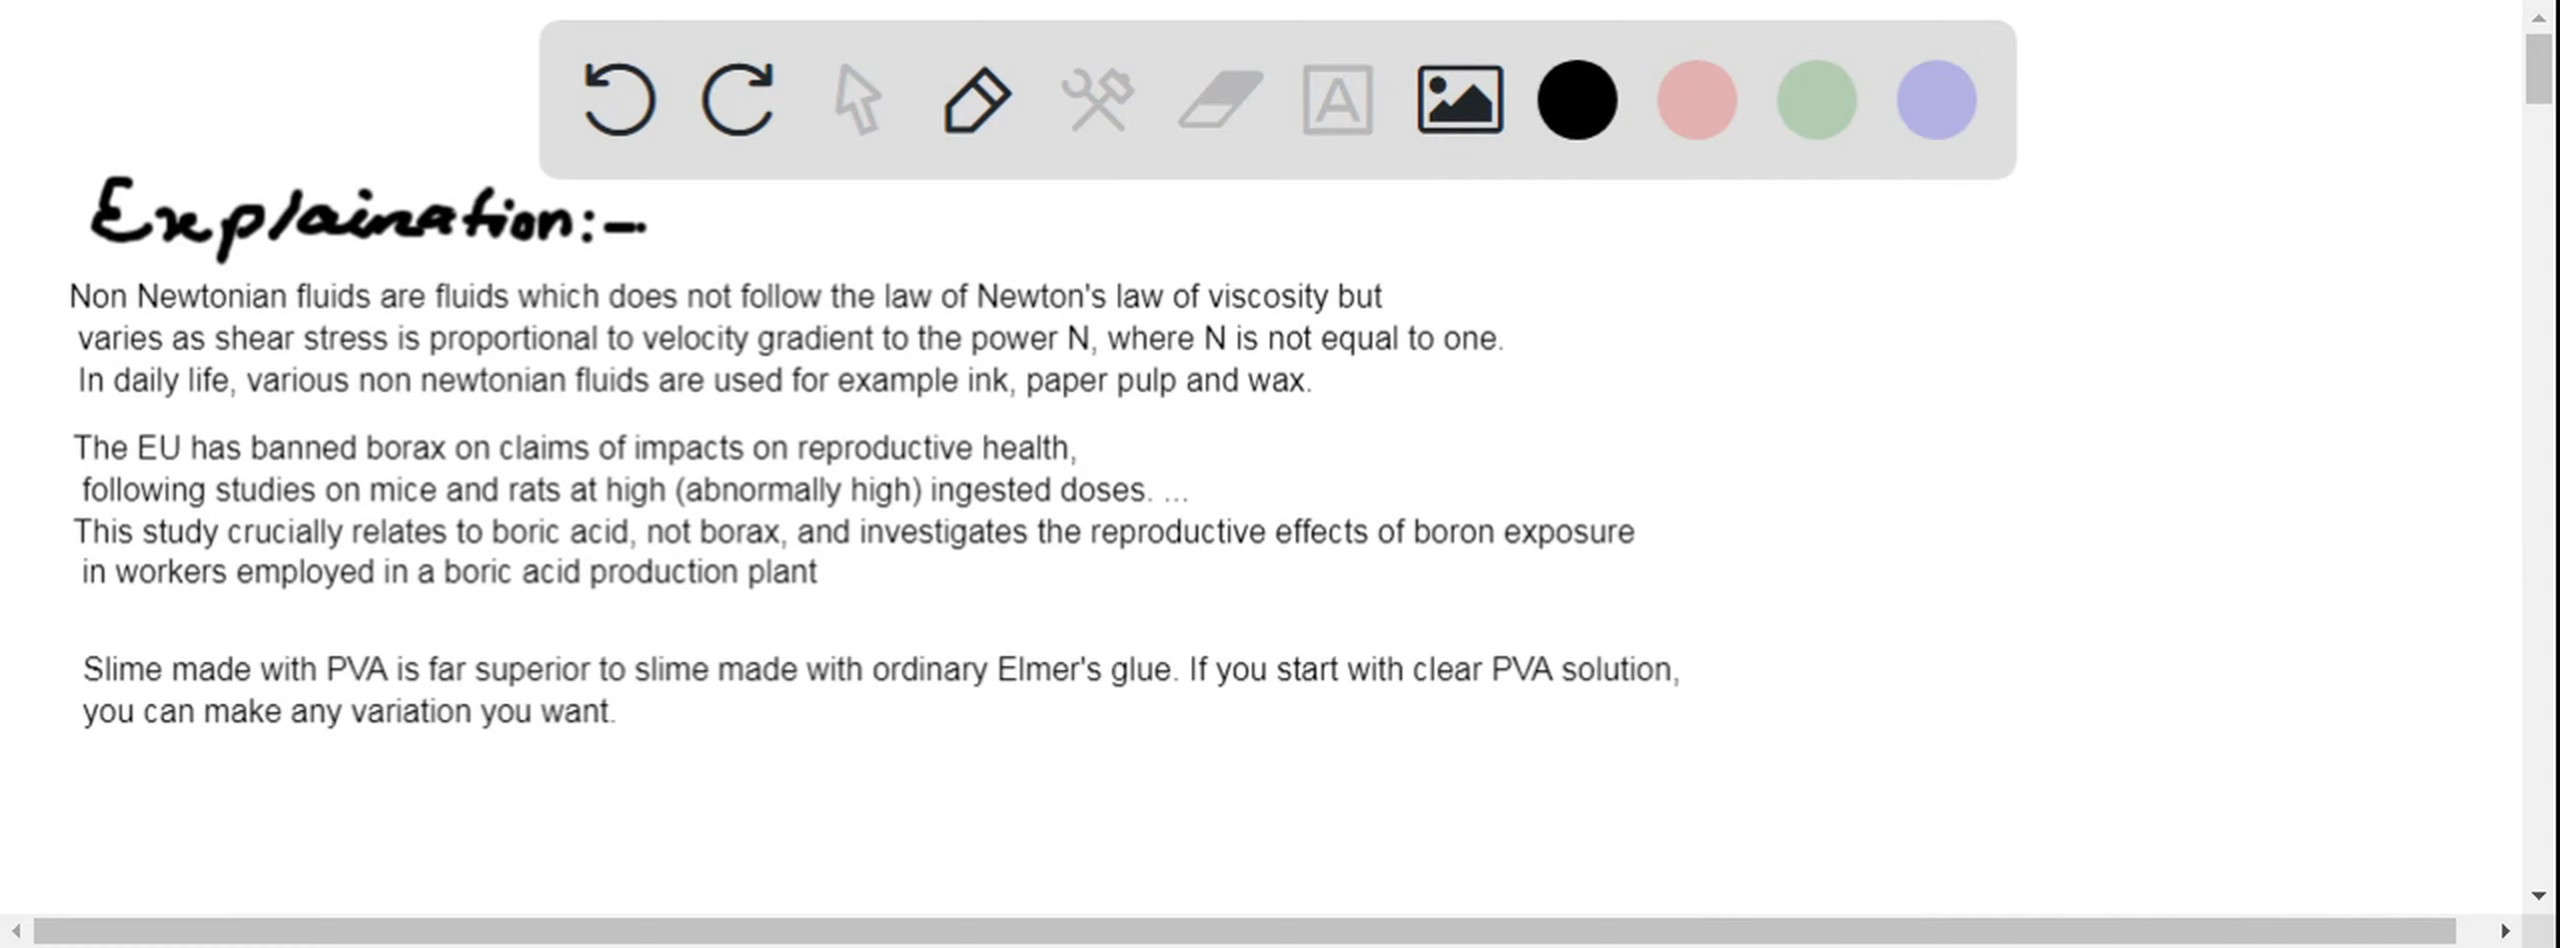 Explaination:-
Non Newtonian fluids are fluids which does not follow the law of Newton's law of viscosity but
varies as shear stress is proportional to velocity gradient to the power N, where N is not equal to one.
In daily life, various non newtonian fluids are used for example ink, paper pulp and wax.
The EU has banned borax on claims of impacts on reproductive health,
following studies on mice and rats at high (abnormally high) ingested doses. ...
This study crucially relates to boric acid, not borax, and investigates the reproductive effects of boron exposure
in workers employed in a boric acid production plant
Slime made with PVA is far superior to slime made with ordinary Elmer's glue. If you start with clear PVA solution,
you can make any variation you want.